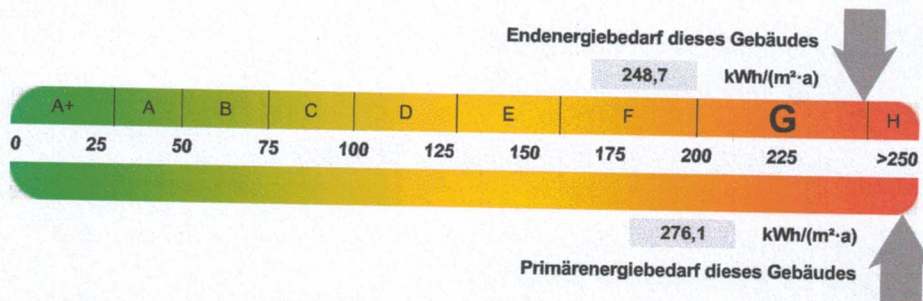 Endenergiebedarf dieses Gebäudes
248,7 kWh/(m²·a)
A+ A B C D E F G H
0 25 50 75 100 125 150 175 200 225 >250
276,1 kWh/(m²·a)
Primärenergiebedarf dieses Gebäudes